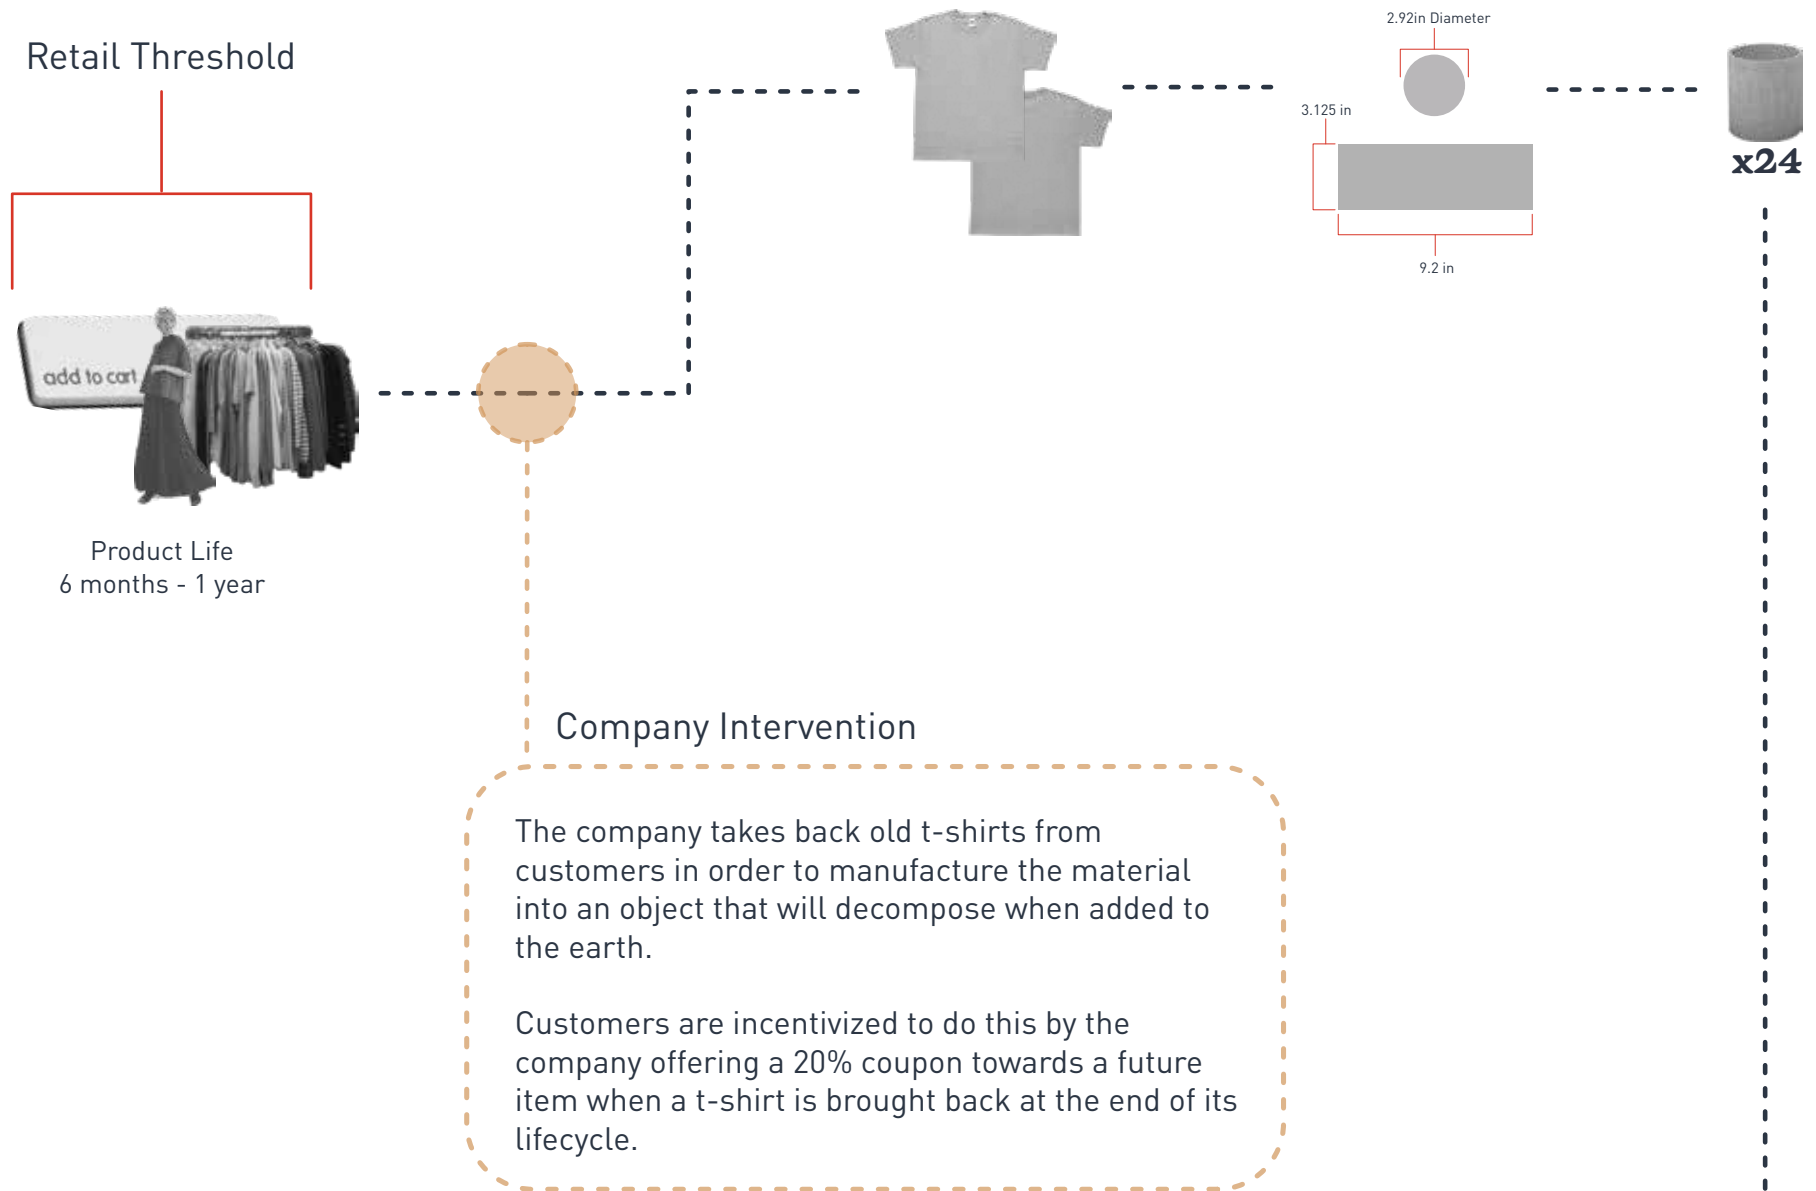 Retail Threshold
add to cart
Product Life
6 months - 1 year
2.92in Diameter
3.125 in
9.2 in
x24
Company Intervention
The company takes back old t-shirts from
customers in order to manufacture the material
into an object that will decompose when added to
the earth.
Customers are incentivized to do this by the
company offering a 20% coupon towards a future
item when a t-shirt is brought back at the end of its
lifecycle.